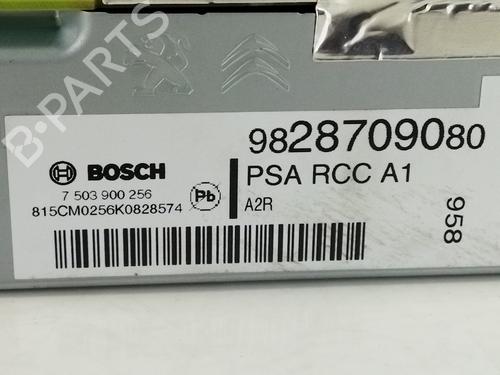 B-PARTS
9828709080
BOSCH
PSA RCC A1
7 503 900 256
815CM0256K0828574
Pb
A2R
958